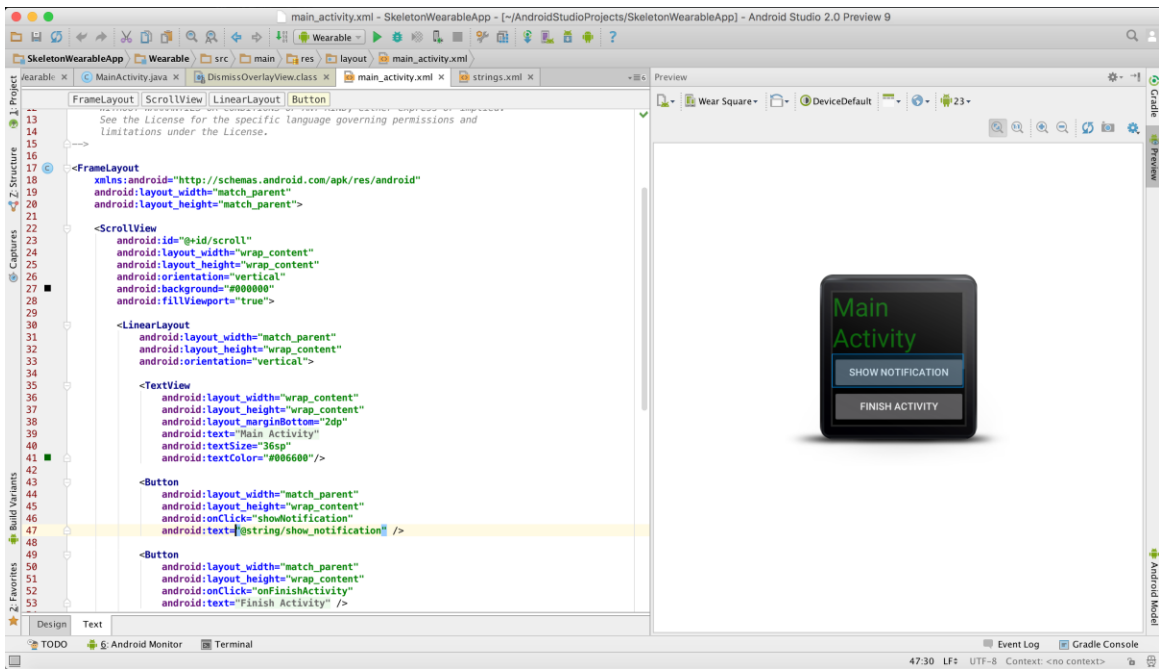 main_activity.xml - SkeletonWearableApp - [~/AndroidStudioProjects/SkeletonWearableApp] - Android Studio 2.0 Preview 9
Wearable
SkeletonWearableApp Wearable src main res layout main_activity.xml
MainActivity.java DismissOverlayView.class main_activity.xml strings.xml
Preview
FrameLayout ScrollView LinearLayout Button
Wear Square DeviceDefault 23
13 See the License for the specific language governing permissions and
14 limitations under the License.
15 -->
16
17 <FrameLayout
18 xmlns:android="http://schemas.android.com/apk/res/android"
19 android:layout_width="match_parent"
20 android:layout_height="match_parent">
21
22 <ScrollView
23 android:id="@+id/scroll"
24 android:layout_width="wrap_content"
25 android:layout_height="wrap_content"
26 android:orientation="vertical"
27 android:background="#000000"
28 android:fillViewport="true">
29
30 <LinearLayout
31 android:layout_width="match_parent"
32 android:layout_height="wrap_content"
33 android:orientation="vertical">
34
35 <TextView
36 android:layout_width="wrap_content"
37 android:layout_height="wrap_content"
38 android:layout_marginBottom="2dp"
39 android:text="Main Activity"
40 android:textSize="36sp"
41 android:textColor="#006600"/>
42
43 <Button
44 android:layout_width="match_parent"
45 android:layout_height="wrap_content"
46 android:onClick="showNotification"
47 android:text="@string/show_notification" />
48
49 <Button
50 android:layout_width="match_parent"
51 android:layout_height="wrap_content"
52 android:onClick="onFinishActivity"
53 android:text="Finish Activity" />
Main
Activity
SHOW NOTIFICATION
FINISH ACTIVITY
1: Project
Z: Structure
Captures
Build Variants
2: Favorites
Gradle
Preview
Android Model
Design Text
TODO 6: Android Monitor Terminal
Event Log Gradle Console
47:30 LF UTF-8 Context: <no context>